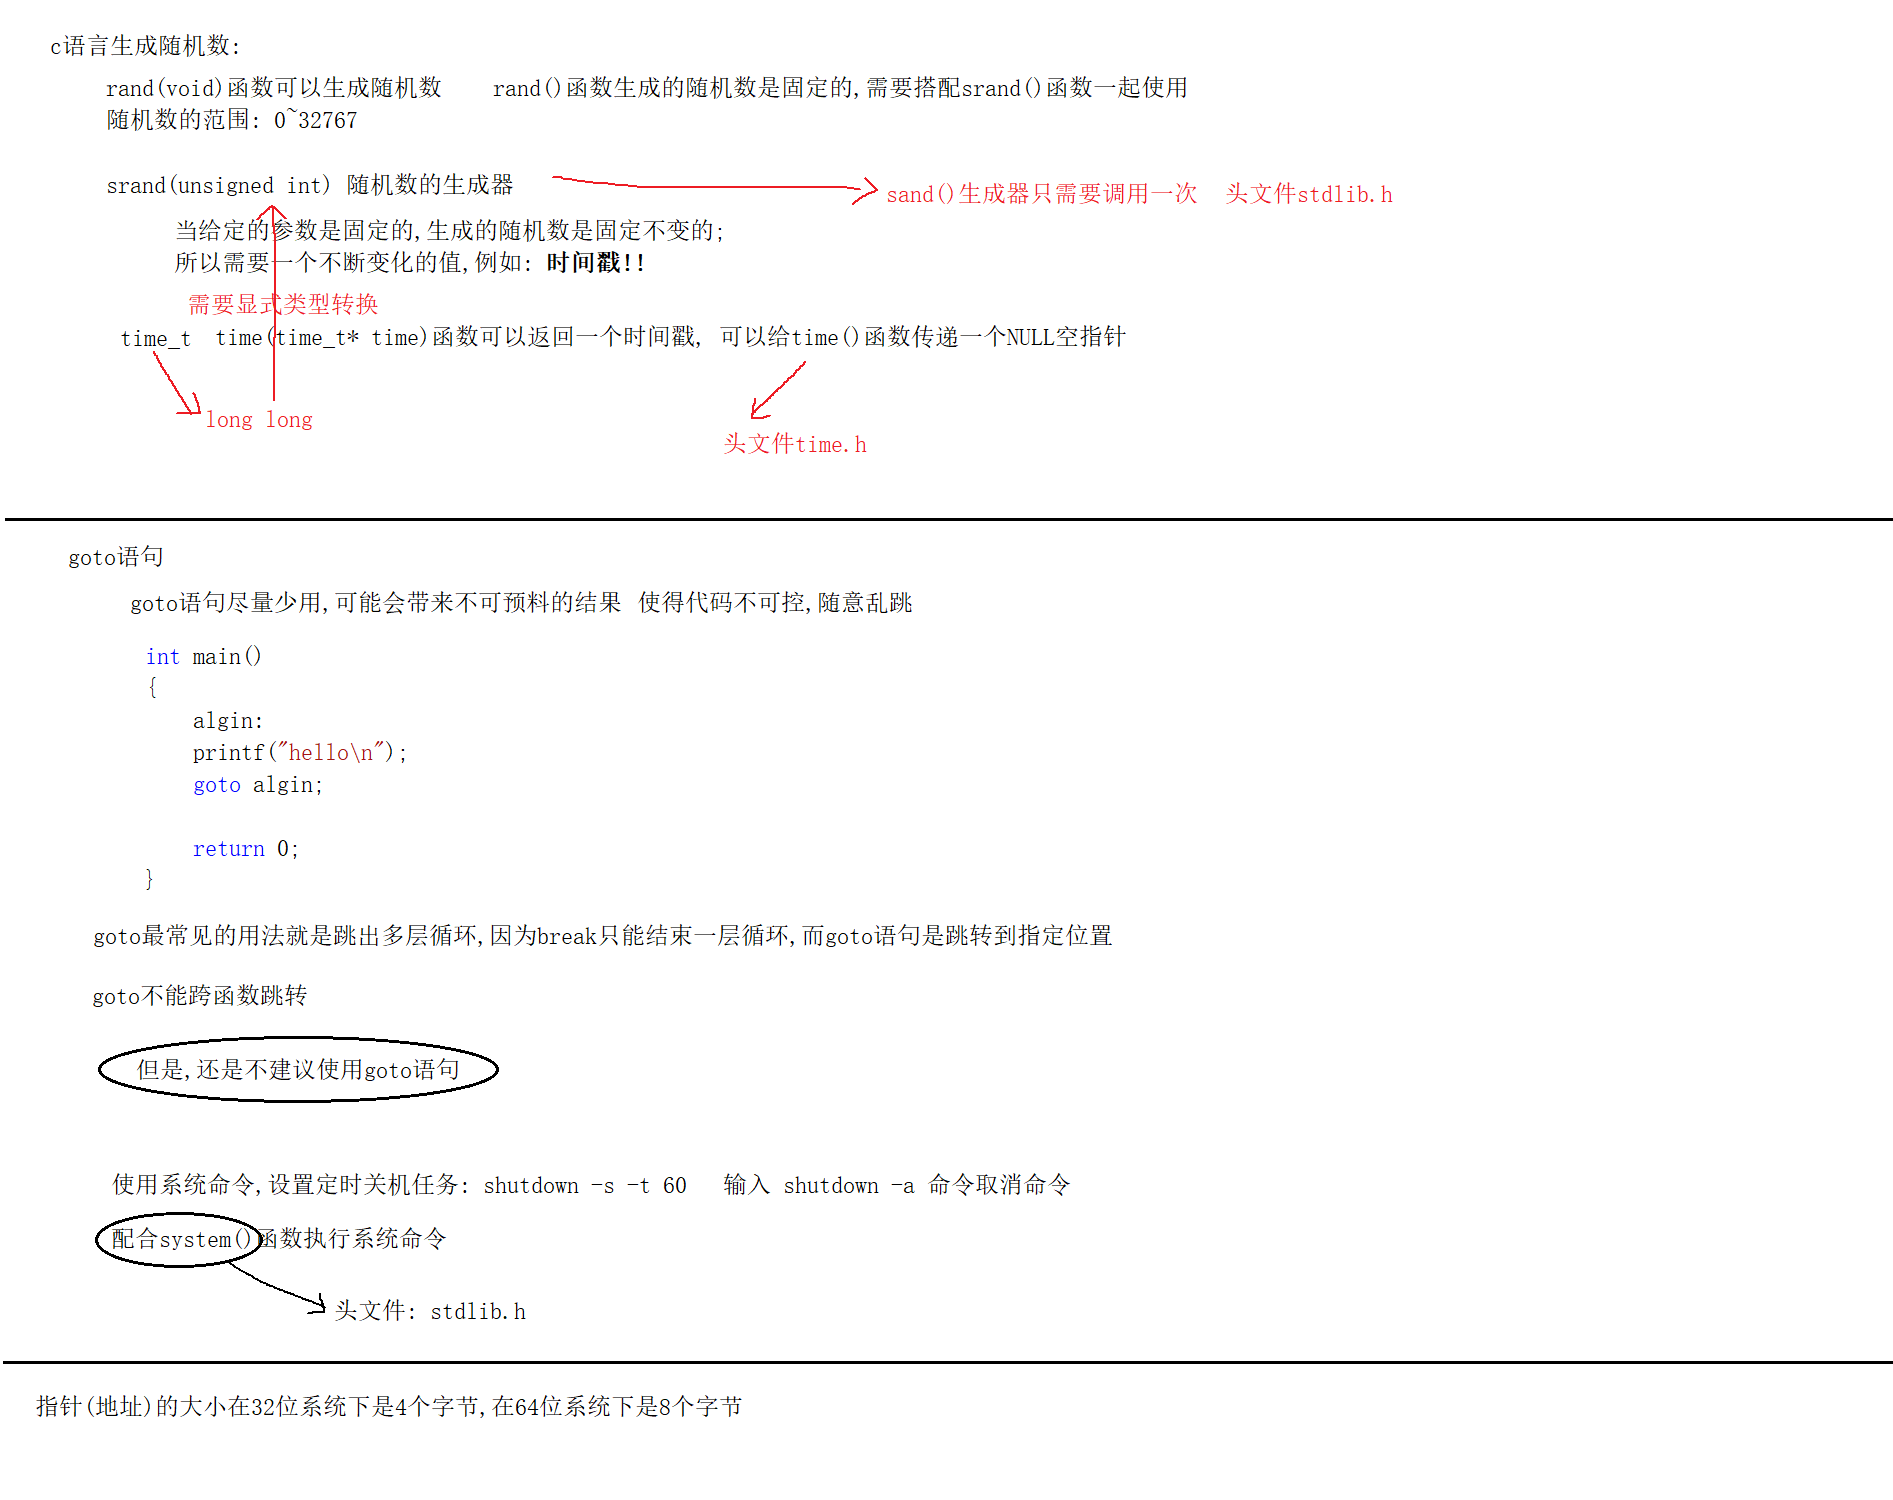 c语言生成随机数:
rand(void)函数可以生成随机数 rand()函数生成的随机数是固定的,需要搭配srand()函数一起使用
随机数的范围: 0~32767
srand(unsigned int) 随机数的生成器
sand()生成器只需要调用一次 头文件stdlib.h
当给定的参数是固定的,生成的随机数是固定不变的;
所以需要一个不断变化的值,例如: 时间戳!!
需要显式类型转换
time_t time(time_t* time)函数可以返回一个时间戳, 可以给time()函数传递一个NULL空指针
long long
头文件time.h
goto语句
goto语句尽量少用,可能会带来不可预料的结果 使得代码不可控,随意乱跳
int main()
{
algin:
printf("hello\n");
goto algin;
return 0;
}
goto最常见的用法就是跳出多层循环,因为break只能结束一层循环,而goto语句是跳转到指定位置
goto不能跨函数跳转
但是,还是不建议使用goto语句
使用系统命令,设置定时关机任务: shutdown -s -t 60 输入 shutdown -a 命令取消命令
配合system()函数执行系统命令
头文件: stdlib.h
指针(地址)的大小在32位系统下是4个字节,在64位系统下是8个字节